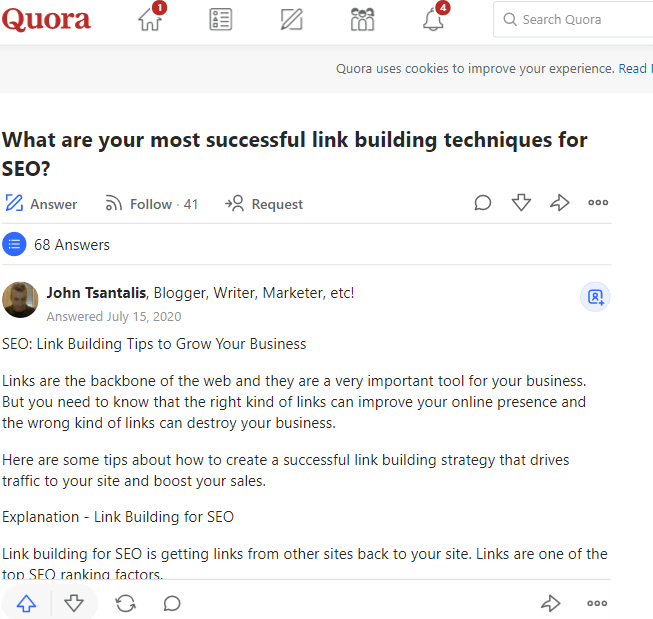 Quora
1
4
Search Quora
Quora uses cookies to improve your experience. Read
What are your most successful link building techniques for
SEO?
Answer
Follow · 41
Request
68 Answers
John Tsantalis, Blogger, Writer, Marketer, etc!
Answered July 15, 2020
SEO: Link Building Tips to Grow Your Business
Links are the backbone of the web and they are a very important tool for your business.
But you need to know that the right kind of links can improve your online presence and
the wrong kind of links can destroy your business.
Here are some tips about how to create a successful link building strategy that drives
traffic to your site and boost your sales.
Explanation - Link Building for SEO
Link building for SEO is getting links from other sites back to your site. Links are one of the
top SEO ranking factors.